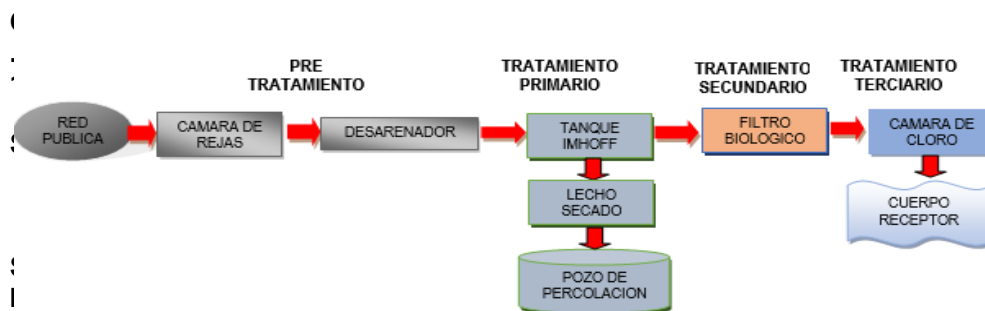 PRE
TRATAMIENTO
TRATAMIENTO
PRIMARIO
TRATAMIENTO
SECUNDARIO
TRATAMIENTO
TERCIARIO
RED
PUBLICA
CAMARA DE
REJAS
DESARENADOR
TANQUE
IMHOFF
FILTRO
BIOLOGICO
CAMARA DE
CLORO
LECHO
SECADO
CUERPO
RECEPTOR
POZO DE
PERCOLACION